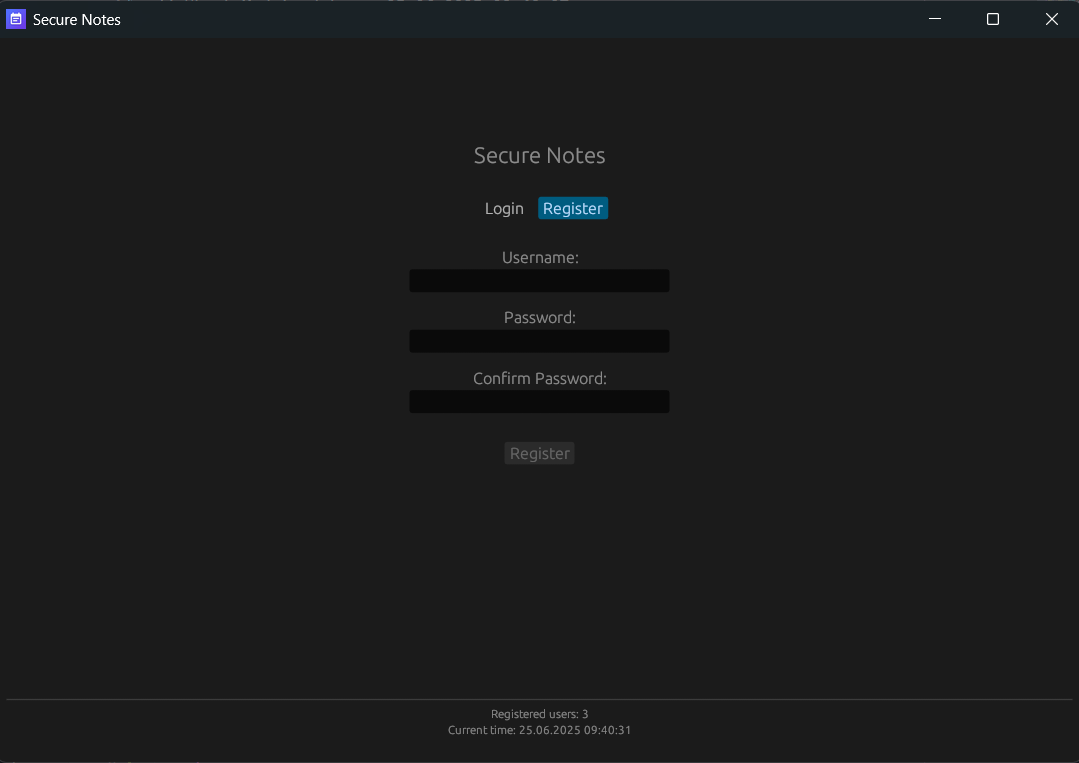 Secure Notes
Secure Notes
Login Register
Username:
Password:
Confirm Password:
Register
Registered users: 3
Current time: 25.06.2025 09:40:31